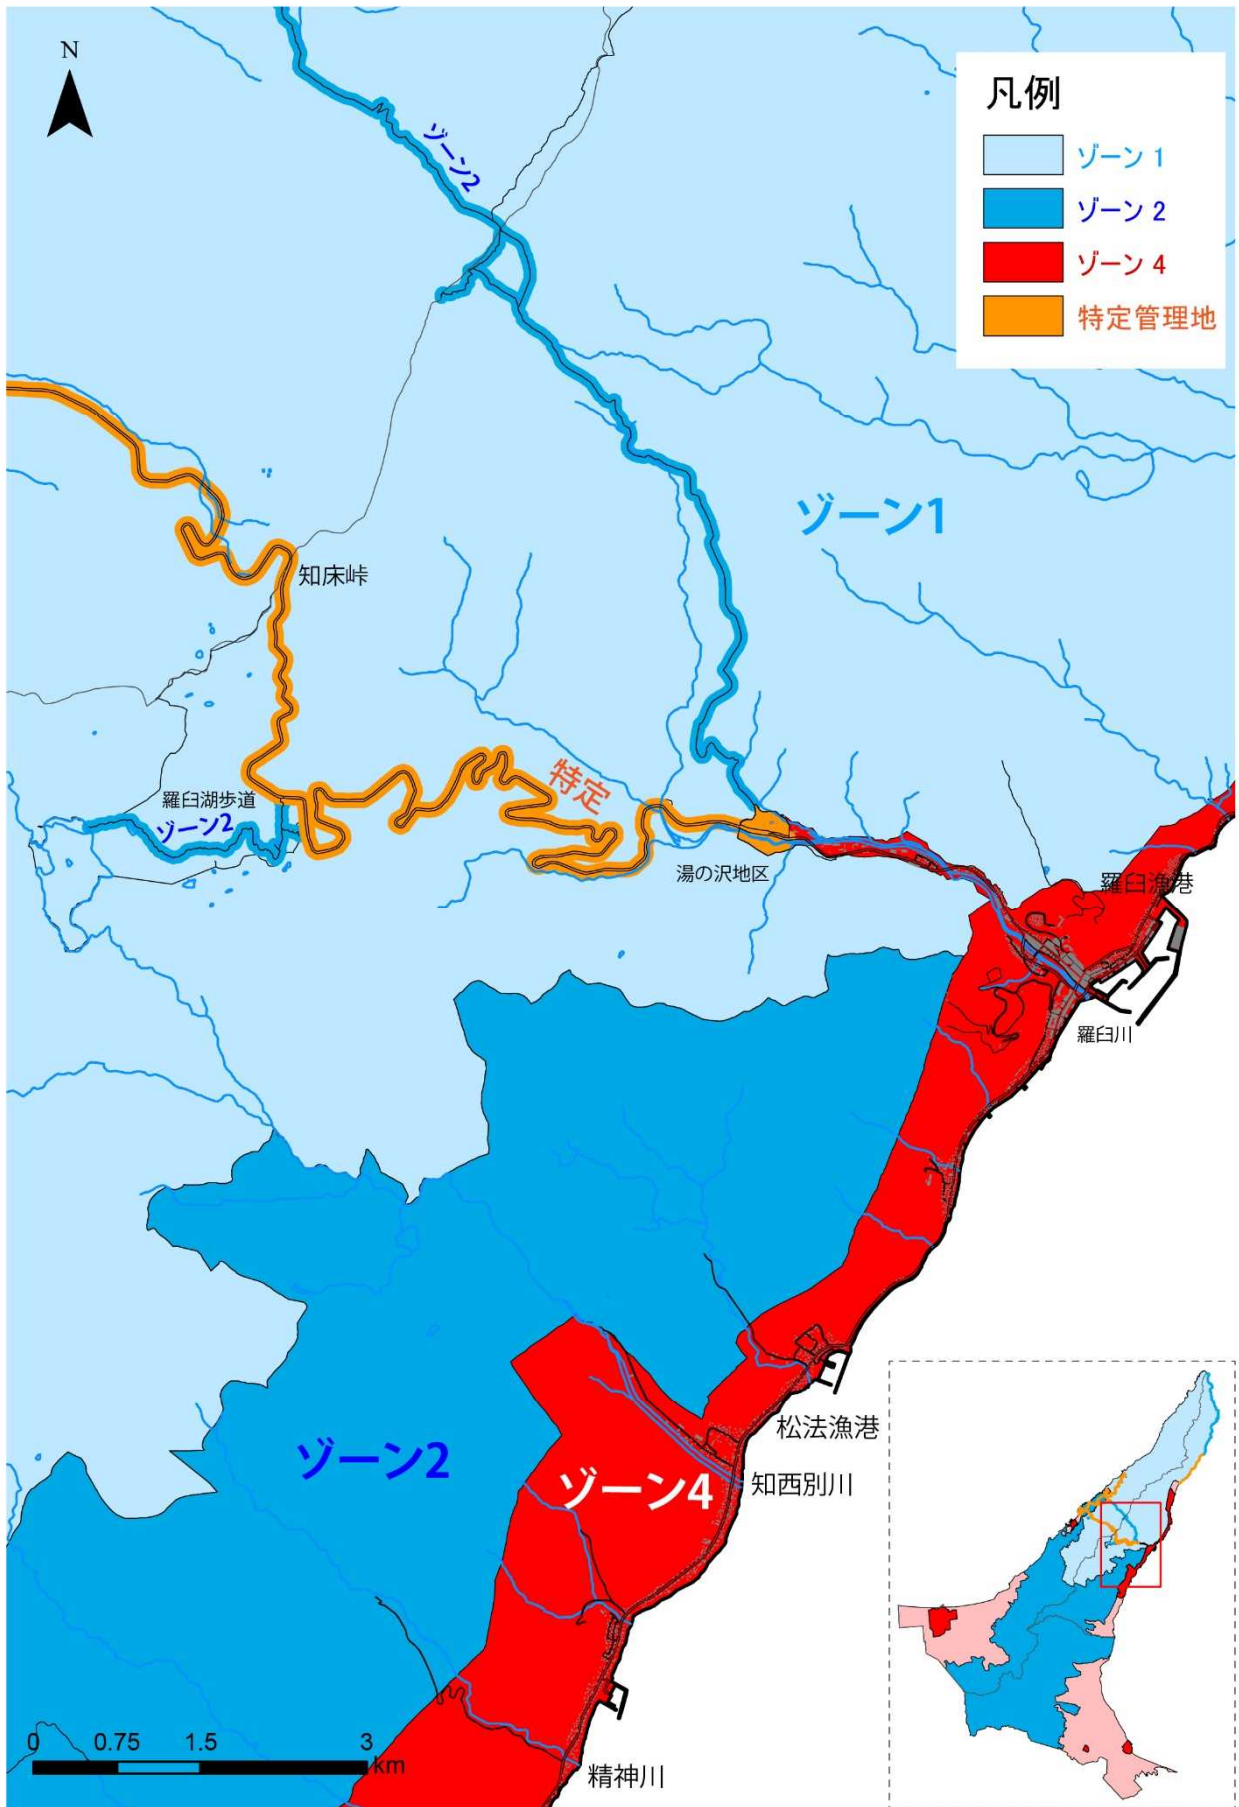 N
凡例
ゾーン 1
ゾーン 2
ゾーン 4
特定管理地
ゾーン2
ゾーン1
知床峠
特定
羅臼湖歩道
ゾーン2
湯の沢地区
羅臼漁港
羅臼川
松法漁港
ゾーン2
ゾーン4
知西別川
0 0.75 1.5 3
km
精神川